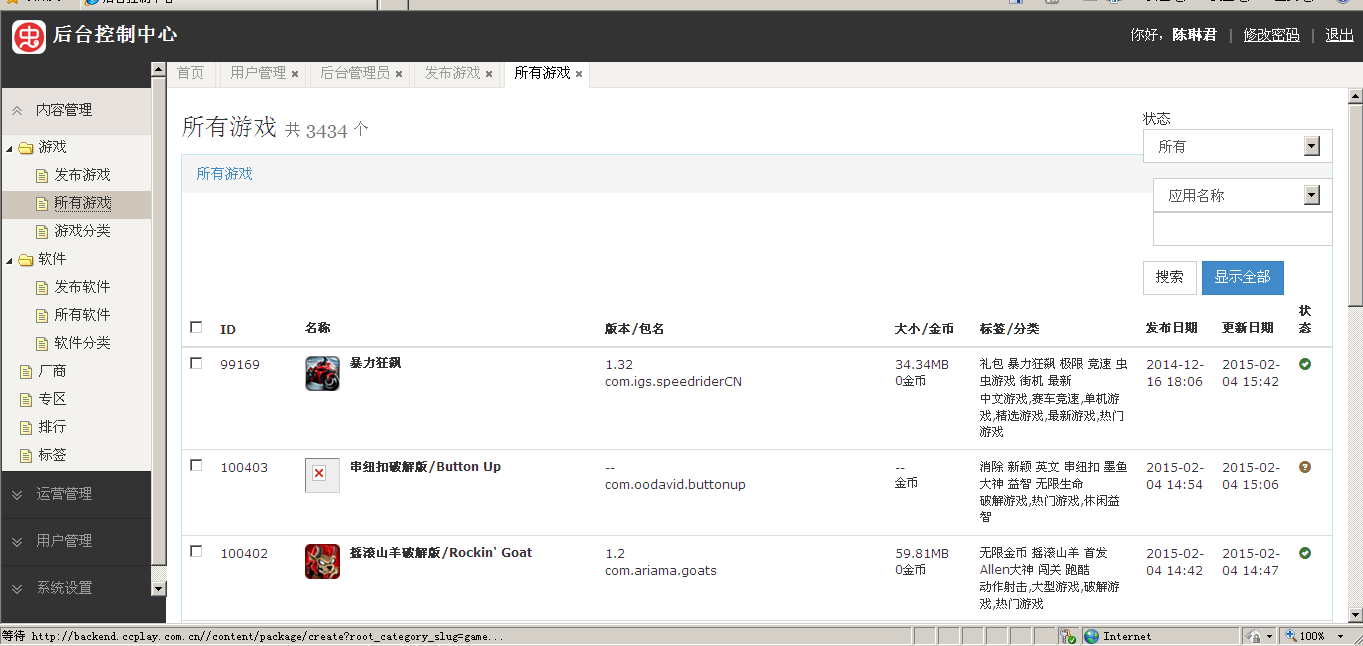 虫
后台控制中心
你好，陈琳君 | 修改密码 | 退出
首页 用户管理 × 后台管理员 × 发布游戏 × 所有游戏 ×
内容管理
游戏
发布游戏
所有游戏
游戏分类
软件
发布软件
所有软件
软件分类
厂商
专区
排行
标签
运营管理
用户管理
系统设置
所有游戏 共 3434 个
状态
所有
所有游戏
应用名称
搜索 显示全部
ID 名称 版本/包名 大小/金币 标签/分类 发布日期 更新日期 状
态
99169 暴力狂飙 1.32 34.34MB 礼包 暴力狂飙 极限 竞速 虫 2014-12- 2015-02-
com.igs.speedriderCN 0金币 虫游戏 街机 最新 16 18:06 04 15:42
中文游戏,赛车竞速,单机游
戏,精选游戏,最新游戏,热门
游戏
100403 串纽扣破解版/Button Up -- -- 消除 新颖 英文 串纽扣 墨鱼 2015-02- 2015-02-
com.oodavid.buttonup 金币 大神 益智 无限生命 04 14:54 04 15:06
破解游戏,热门游戏,休闲益
智
100402 摇滚山羊破解版/Rockin' Goat 1.2 59.81MB 无限金币 摇滚山羊 首发 2015-02- 2015-02-
com.ariama.goats 0金币 Allen大神 闯关 跑酷 04 14:42 04 14:47
动作射击,大型游戏,破解游
戏,热门游戏
等待 http://backend.ccplay.com.cn//content/package/create?root_category_slug=game... Internet 100%